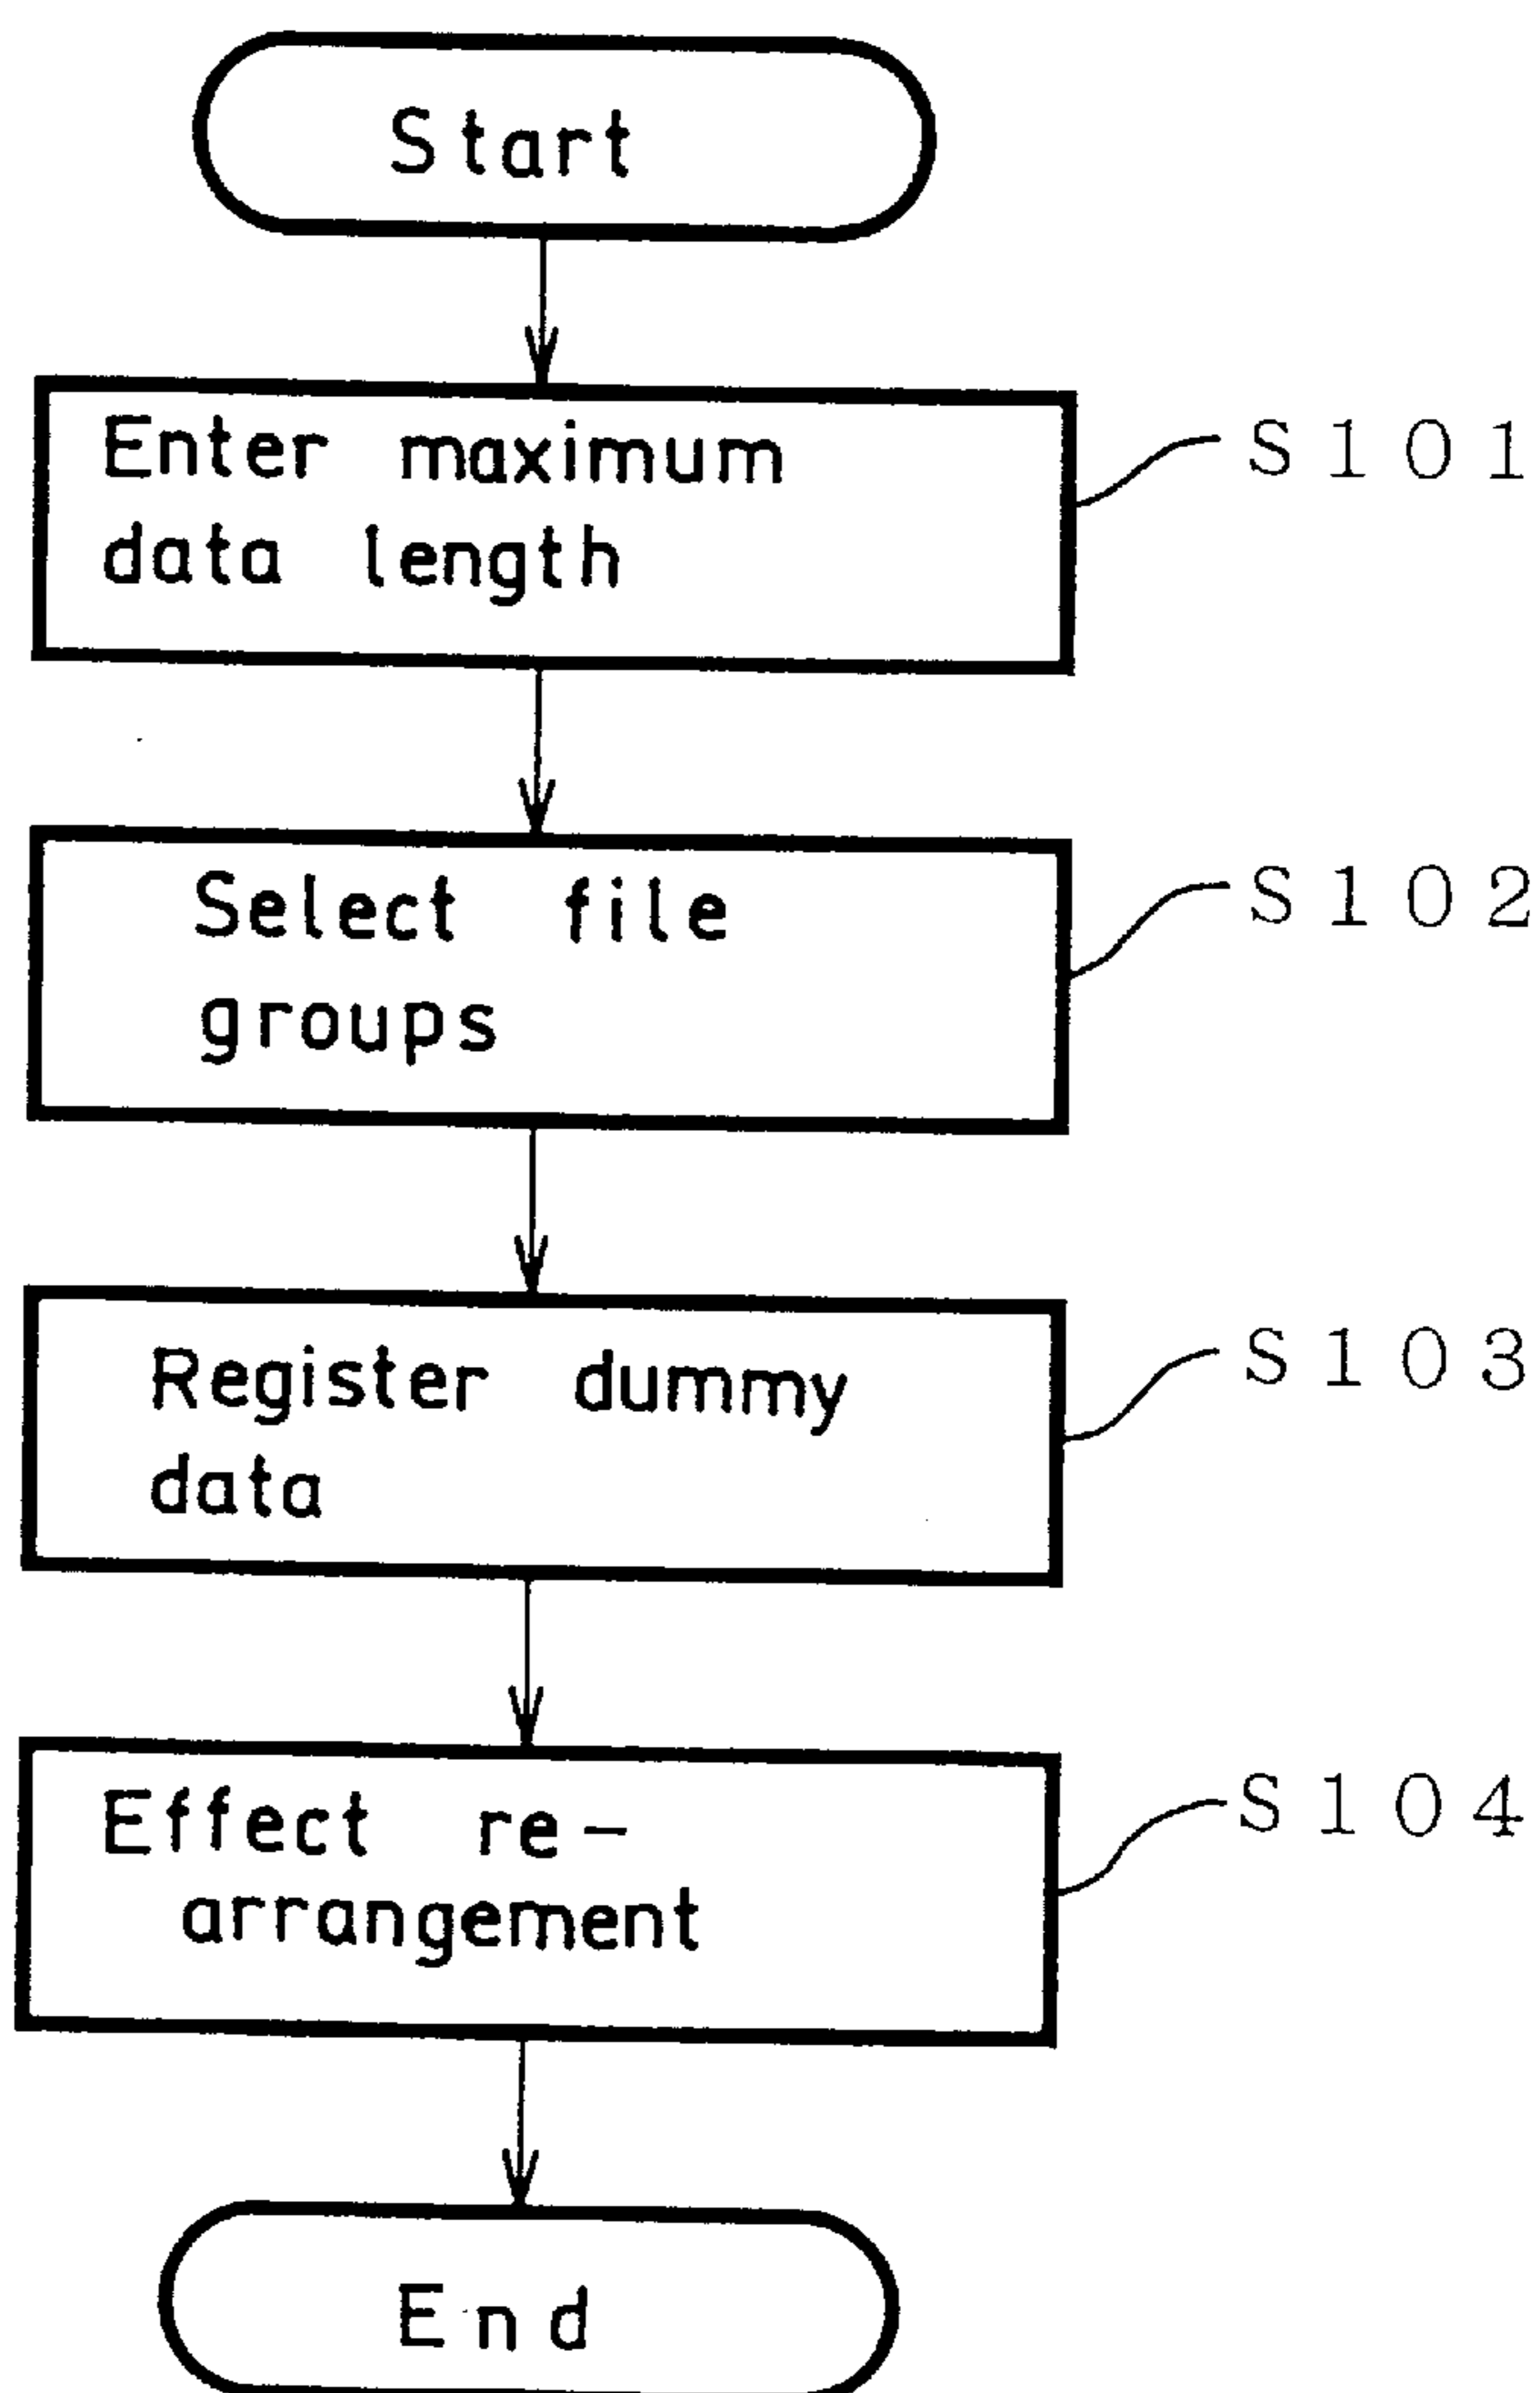 Start
Enter maximum
data length
S101
Select file
groups
S102
Register dummy
data
S103
Effect re-
arrangement
S104
End